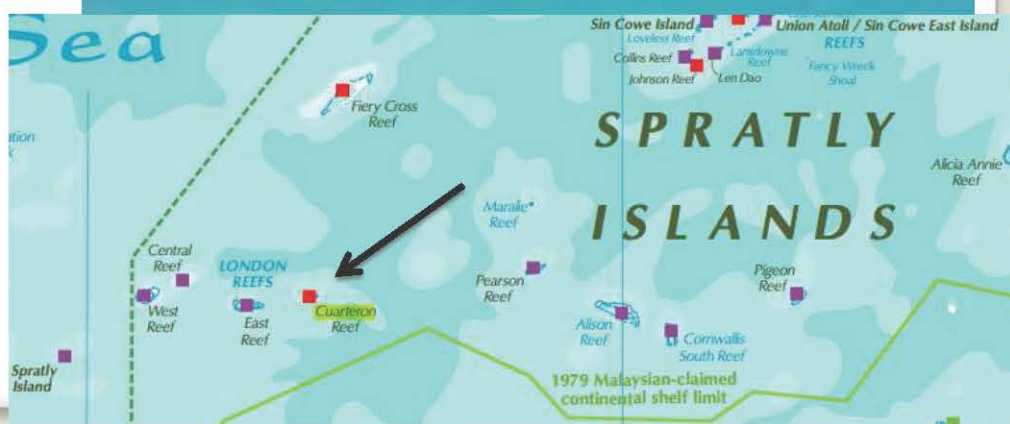 Sea
Sin Cowe Island
Union Atoll / Sin Cowe East Island
Loveless Reef
REEFS
Collins Reef
Lansdowne
Reef
Fancy Wreck
Shoal
Johnson Reef
Len Dao
Fiery Cross
Reef
SPRATLY
ISLANDS
Alicia Annie
Reef
Maralie
Reef
Central
Reef
LONDON
REEFS
West
Reef
East
Reef
Cuarteron
Reef
Pearson
Reef
Pigeon
Reef
Alison
Reef
Cornwallis
South Reef
Spratly
Island
1979 Malaysian-claimed
continental shelf limit